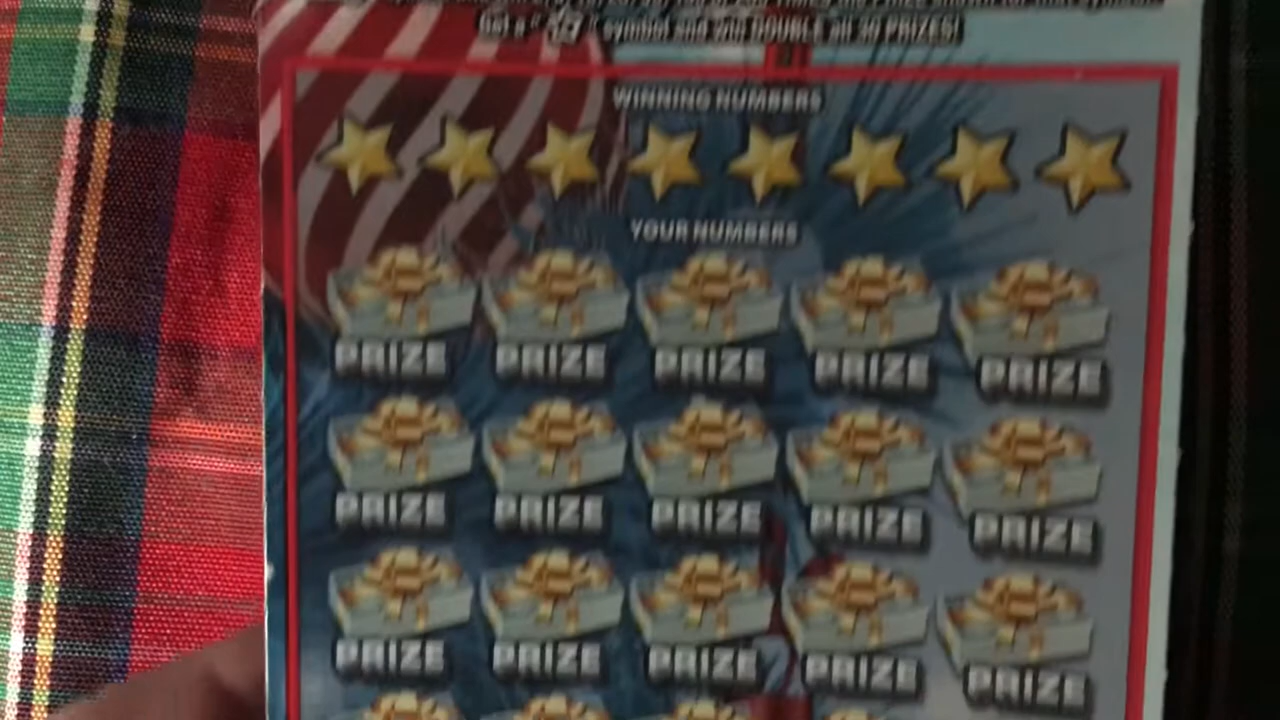 Get a " " symbol and win DOUBLE all 30 PRIZES!
WINNING NUMBERS
YOUR NUMBERS
PRIZE PRIZE PRIZE PRIZE PRIZE
PRIZE PRIZE PRIZE PRIZE PRIZE
PRIZE PRIZE PRIZE PRIZE PRIZE